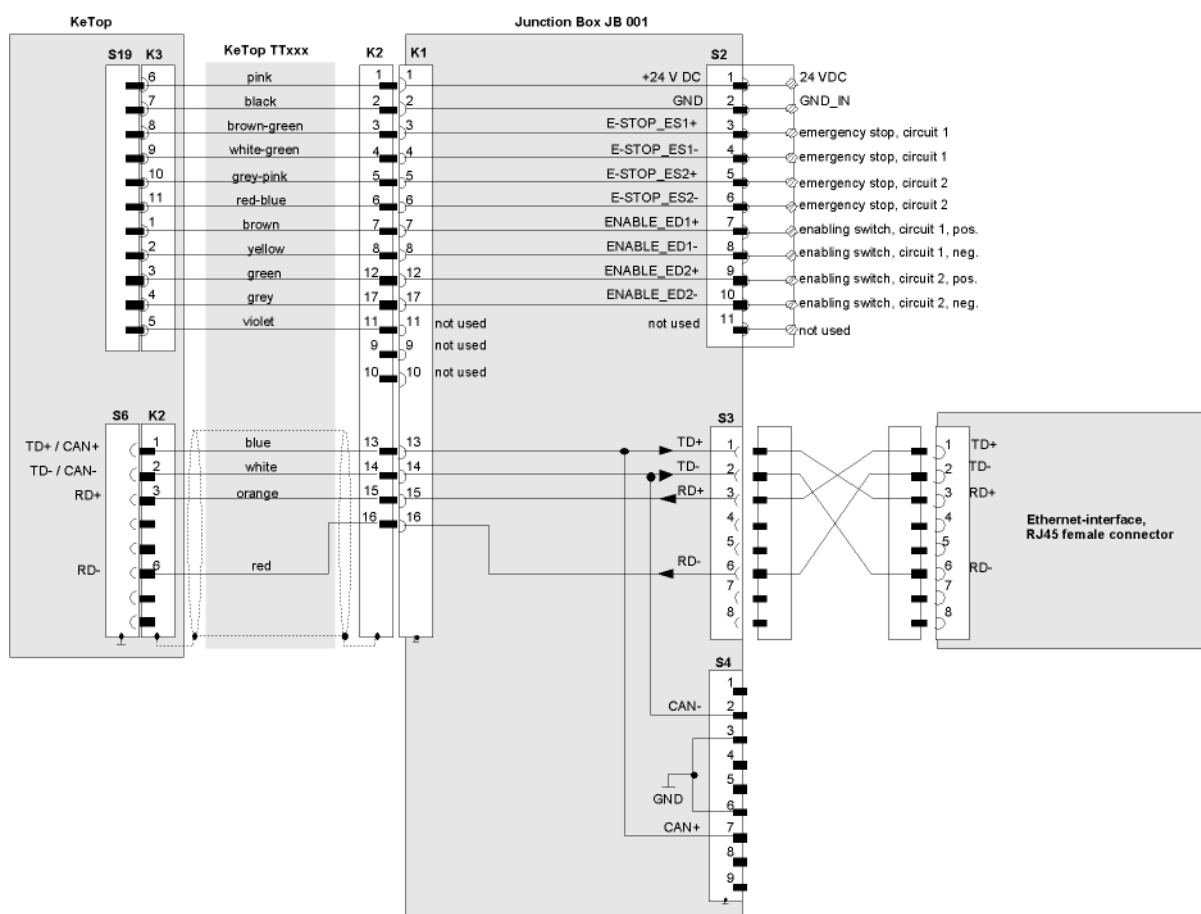 KeTop
Junction Box JB 001
S19 K3
KeTop TTxxx
K2 K1
S2
6 pink 1 1 +24 V DC 1 24 VDC
7 black 2 2 GND 2 GND_IN
8 brown-green 3 3 E-STOP_ES1+ 3 emergency stop, circuit 1
9 white-green 4 4 E-STOP_ES1- 4 emergency stop, circuit 1
10 grey-pink 5 5 E-STOP_ES2+ 5 emergency stop, circuit 2
11 red-blue 6 6 E-STOP_ES2- 6 emergency stop, circuit 2
1 brown 7 7 ENABLE_ED1+ 7 enabling switch, circuit 1, pos.
2 yellow 8 8 ENABLE_ED1- 8 enabling switch, circuit 1, neg.
3 green 12 12 ENABLE_ED2+ 9 enabling switch, circuit 2, pos.
4 grey 17 17 ENABLE_ED2- 10 enabling switch, circuit 2, neg.
5 violet 11 11 not used not used 11 not used
9 9 not used
10 10 not used
S6 K2
S3
TD+ / CAN+ 1 blue 13 13 TD+ 1 1 TD+
TD- / CAN- 2 white 14 14 TD- 2 2 TD-
RD+ 3 orange 15 15 RD+ 3 3 RD+
16 16 4 4
5 5
RD- 6 red RD- 6 6 RD-
7 7
8 8
Ethernet-interface,
RJ45 female connector
S4
1
CAN- 2
3
4
5
GND 6
CAN+ 7
8
9